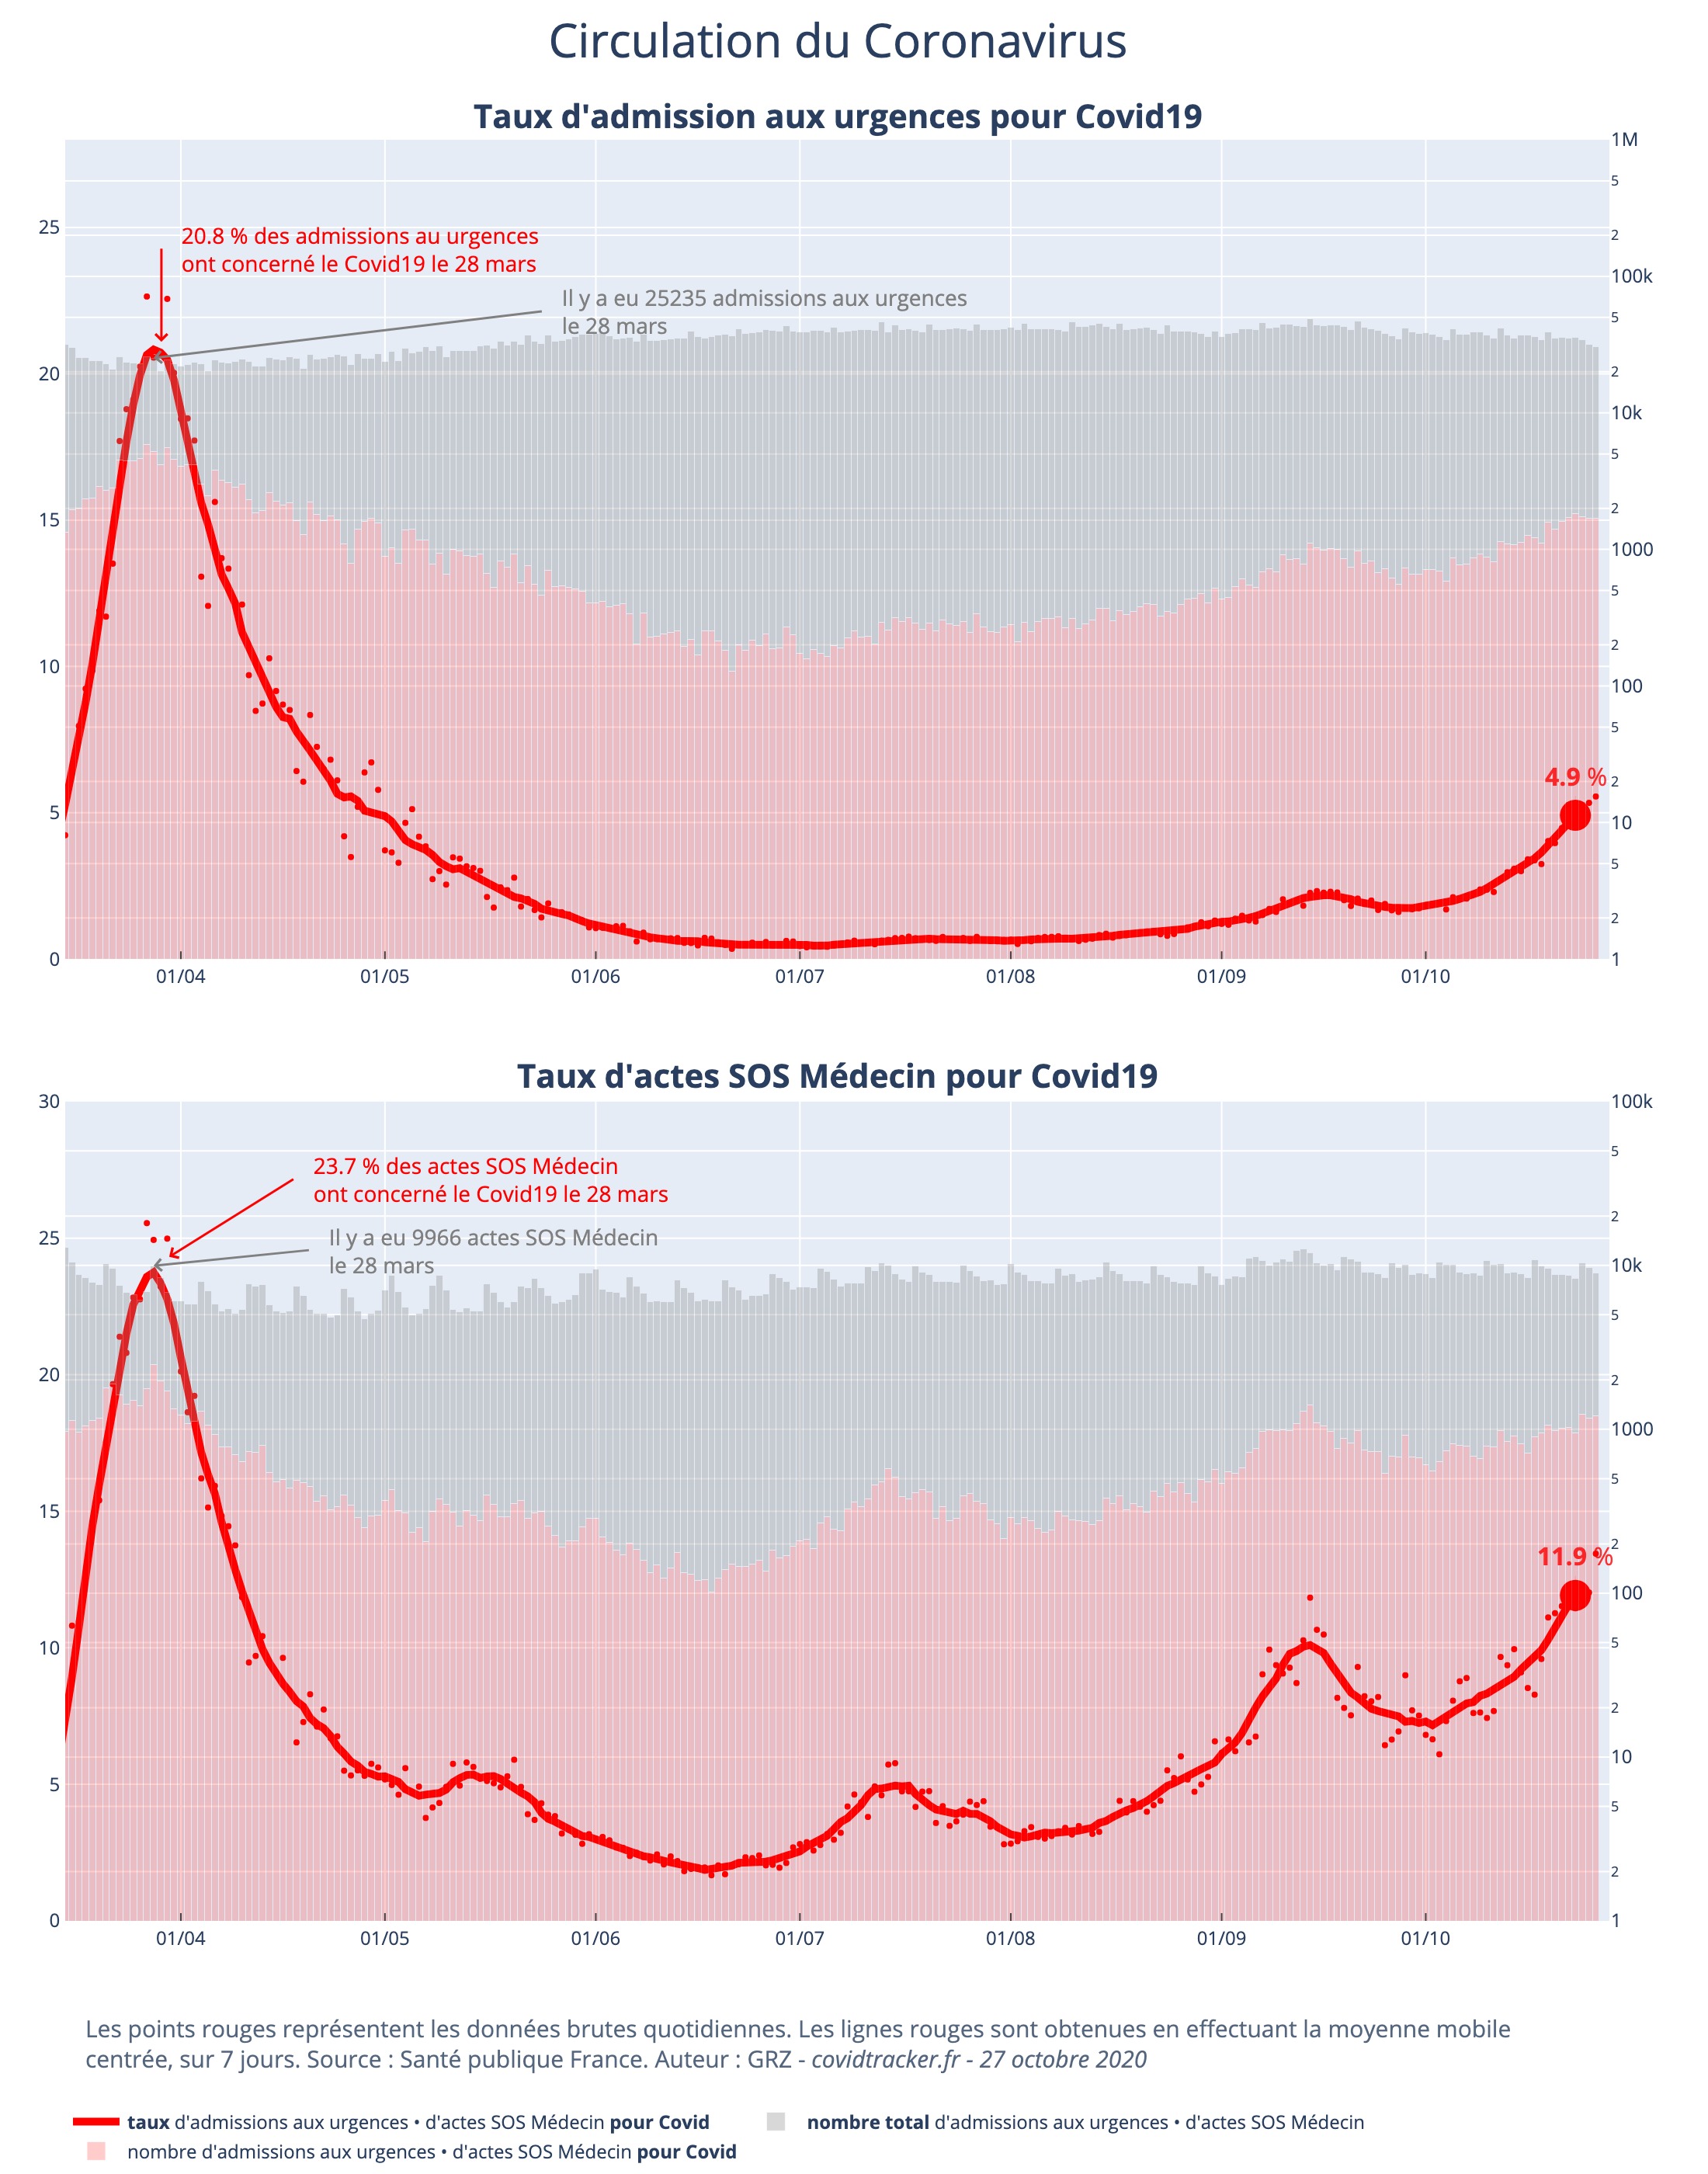 Circulation du Coronavirus
Taux d'admission aux urgences pour Covid19
1M
5
25
2
20.8 % des admissions au urgences
ont concerné le Covid19 le 28 mars
100k
Il y a eu 25235 admissions aux urgences
le 28 mars
5
20
2
10k
5
15
2
1000
5
10
2
100
5
4.9 %
2
5
10
5
2
0
1
01/04
01/05
01/06
01/07
01/08
01/09
01/10
Taux d'actes SOS Médecin pour Covid19
30
100k
5
23.7 % des actes SOS Médecin
ont concerné le Covid19 le 28 mars
2
25
Il y a eu 9966 actes SOS Médecin
le 28 mars
10k
5
20
2
1000
5
15
2
11.9 %
100
10
5
2
10
5
5
2
0
1
01/04
01/05
01/06
01/07
01/08
01/09
01/10
Les points rouges représentent les données brutes quotidiennes. Les lignes rouges sont obtenues en effectuant la moyenne mobile
centrée, sur 7 jours. Source : Santé publique France. Auteur : GRZ - covidtracker.fr - 27 octobre 2020
taux d'admissions aux urgences • d'actes SOS Médecin pour Covid
nombre total d'admissions aux urgences • d'actes SOS Médecin
nombre d'admissions aux urgences • d'actes SOS Médecin pour Covid